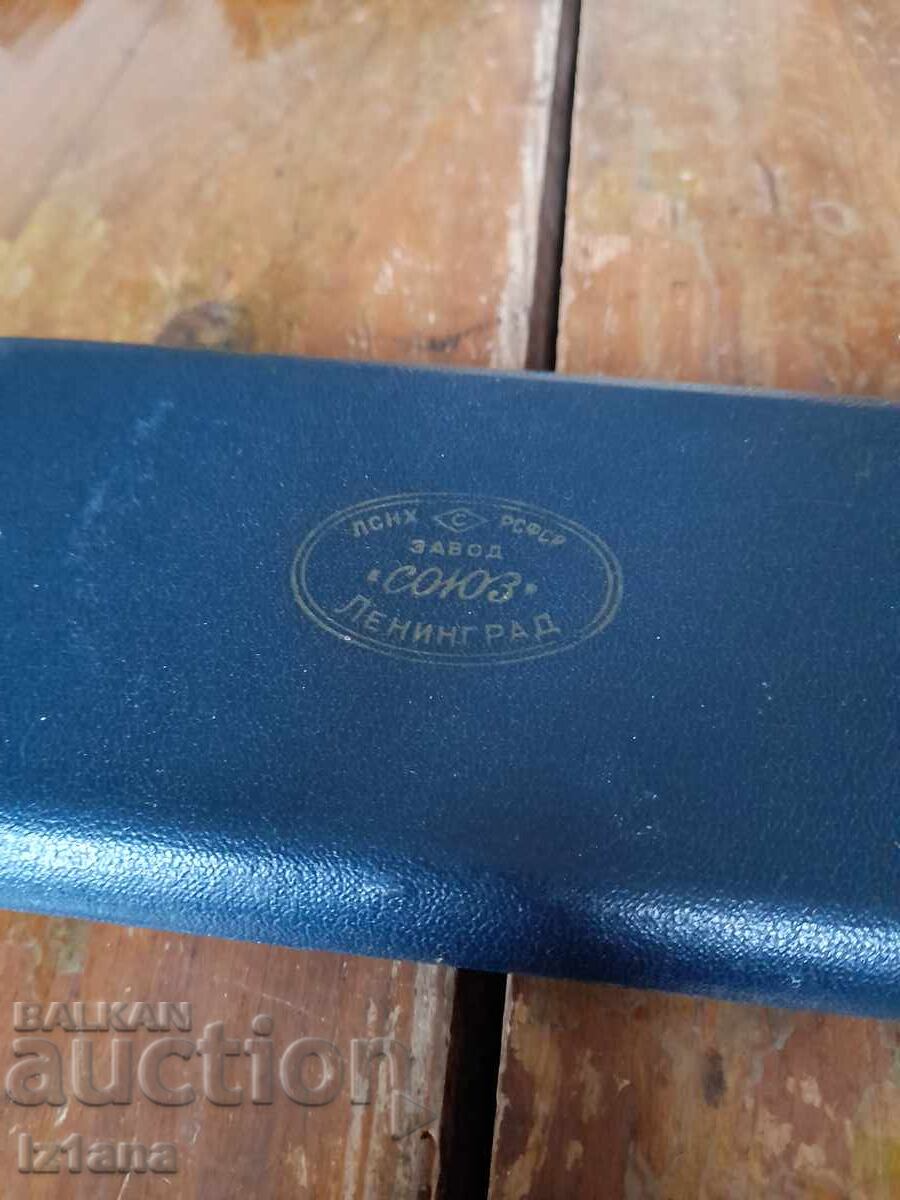 ЛСНХ С РСФСР
ЗАВОД
"СОЮЗ"
ЛЕНИНГРАД
BALKAN
auction
iz1ana